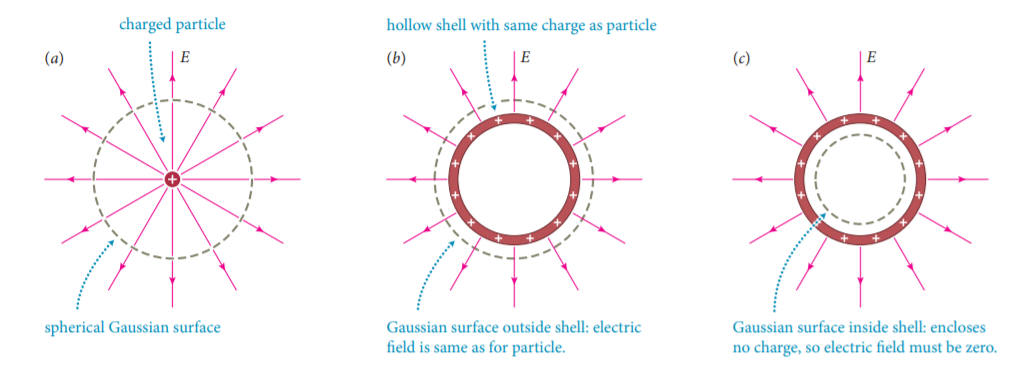 charged particle
(a)
E
+
spherical Gaussian surface
hollow shell with same charge as particle
(b)
E
+ + + + + + + + + + + +
Gaussian surface outside shell: electric
field is same as for particle.
(c)
E
+ + + + + + + + + + +
Gaussian surface inside shell: encloses
no charge, so electric field must be zero.